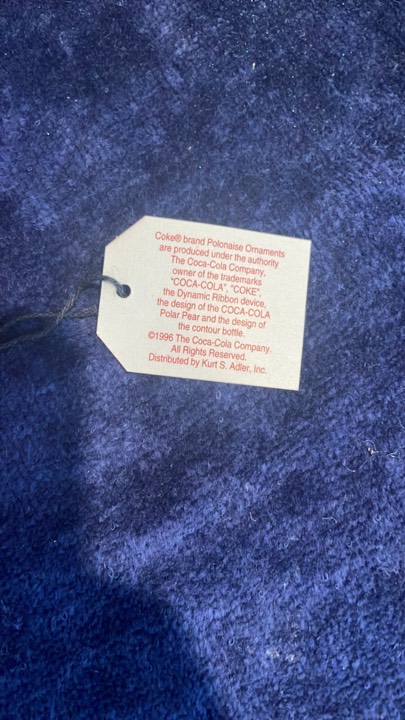 Coke® brand Polonaise Ornaments
are produced under the authority
The Coca-Cola Company,
owner of the trademarks
"COCA-COLA", "COKE",
the Dynamic Ribbon device,
the design of the COCA-COLA
Polar Pear and the design of
the contour bottle.
©1996 The Coca-Cola Company.
All Rights Reserved.
Distributed by Kurt S. Adler, Inc.